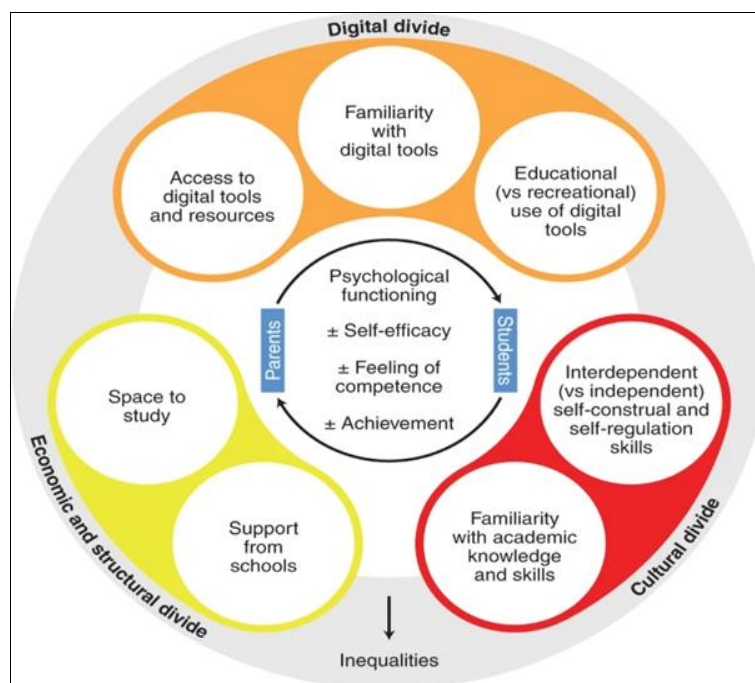 Digital divide
Familiarity
with
digital tools
Access to
digital tools
and resources
Educational
(vs recreational)
use of digital
tools
Psychological
functioning
± Self-efficacy
± Feeling of
competence
± Achievement
Parents
Students
Space to
study
Support
from
schools
Economic and structural divide
Interdependent
(vs independent)
self-construal and
self-regulation
skills
Familiarity
with academic
knowledge
and skills
Cultural divide
Inequalities